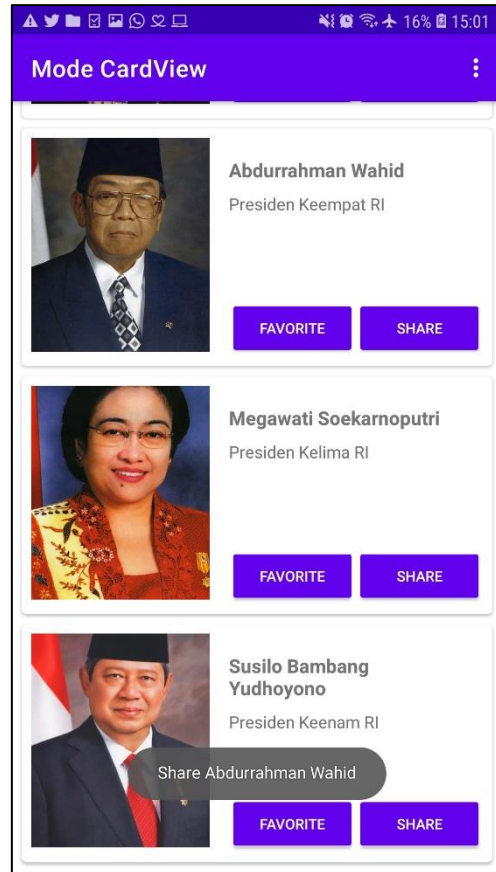 16% 15:01
Mode CardView
Abdurrahman Wahid
Presiden Keempat RI
FAVORITE SHARE
Megawati Soekarnoputri
Presiden Kelima RI
FAVORITE SHARE
Susilo Bambang
Yudhoyono
Presiden Keenam RI
Share Abdurrahman Wahid
FAVORITE SHARE